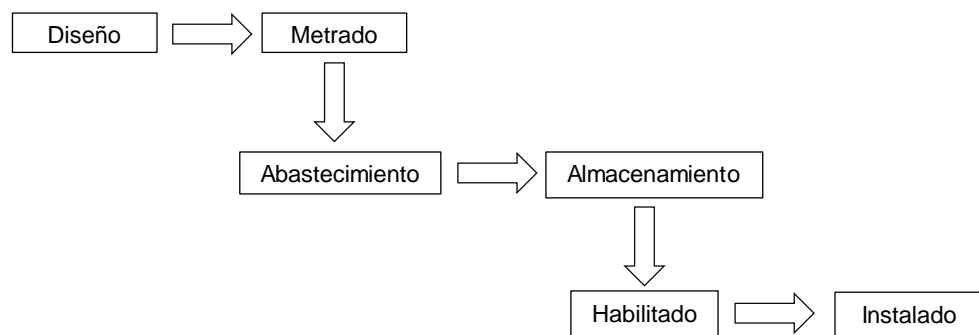 Diseño
Metrado
Abastecimiento
Almacenamiento
Habilitado
Instalado